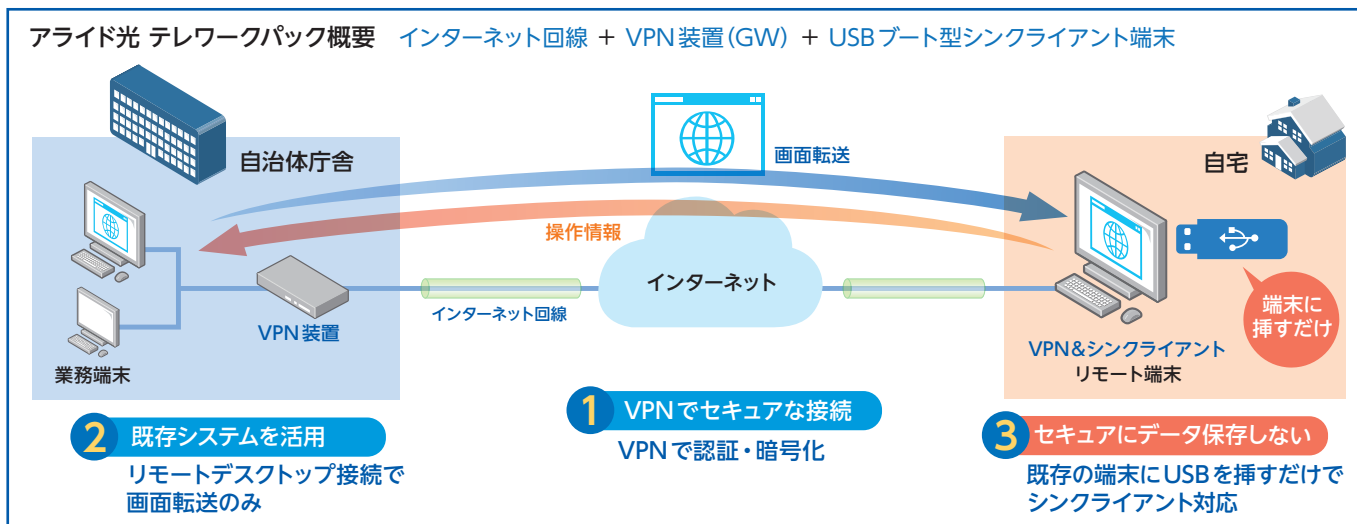 アライド光 テレワークパック概要 インターネット回線 + VPN装置(GW) + USBブート型シンクライアント端末
自治体庁舎
画面転送
自宅
操作情報
インターネット
インターネット回線
VPN装置
業務端末
端末に
挿すだけ
VPN&シンクライアント
リモート端末
1 VPNでセキュアな接続
VPNで認証・暗号化
2 既存システムを活用
リモートデスクトップ接続で
画面転送のみ
3 セキュアにデータ保存しない
既存の端末にUSBを挿すだけで
シンクライアント対応